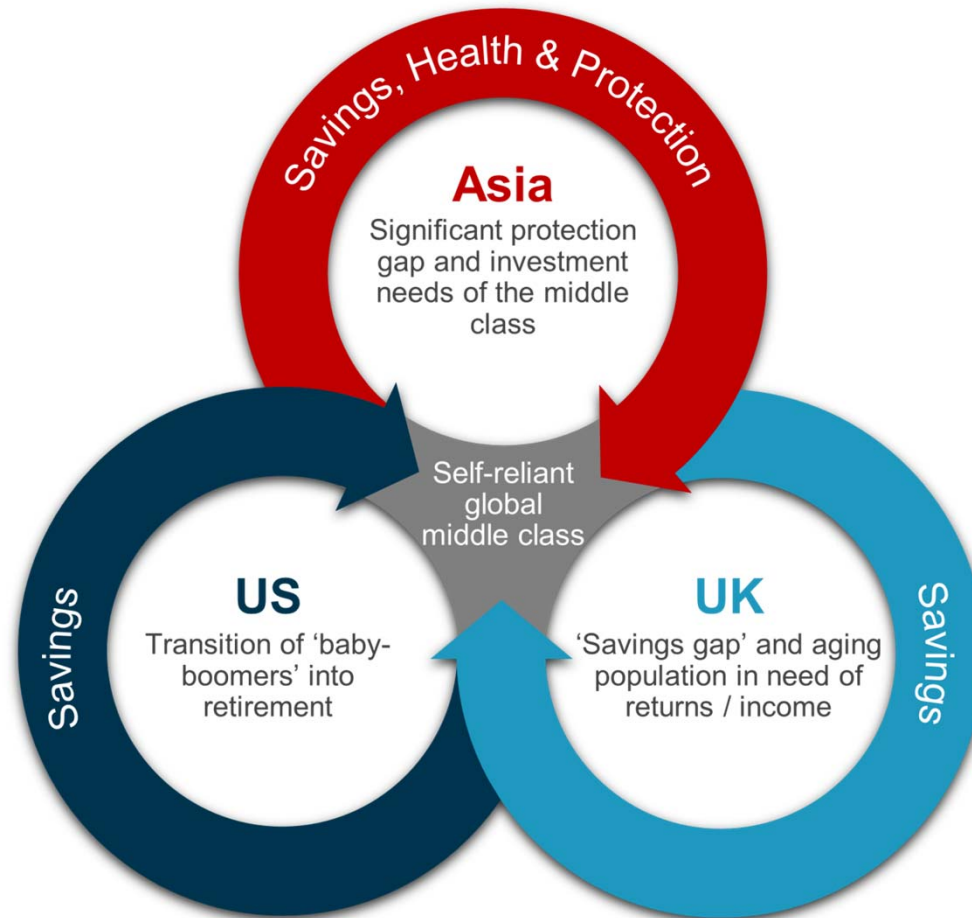 Savings, Health & Protection
Asia
Significant protection
gap and investment
needs of the middle
class
Self-reliant
global
middle class
Savings
US
Transition of ‘baby-
boomers’ into
retirement
UK
‘Savings gap’ and aging
population in need of
returns / income
Savings